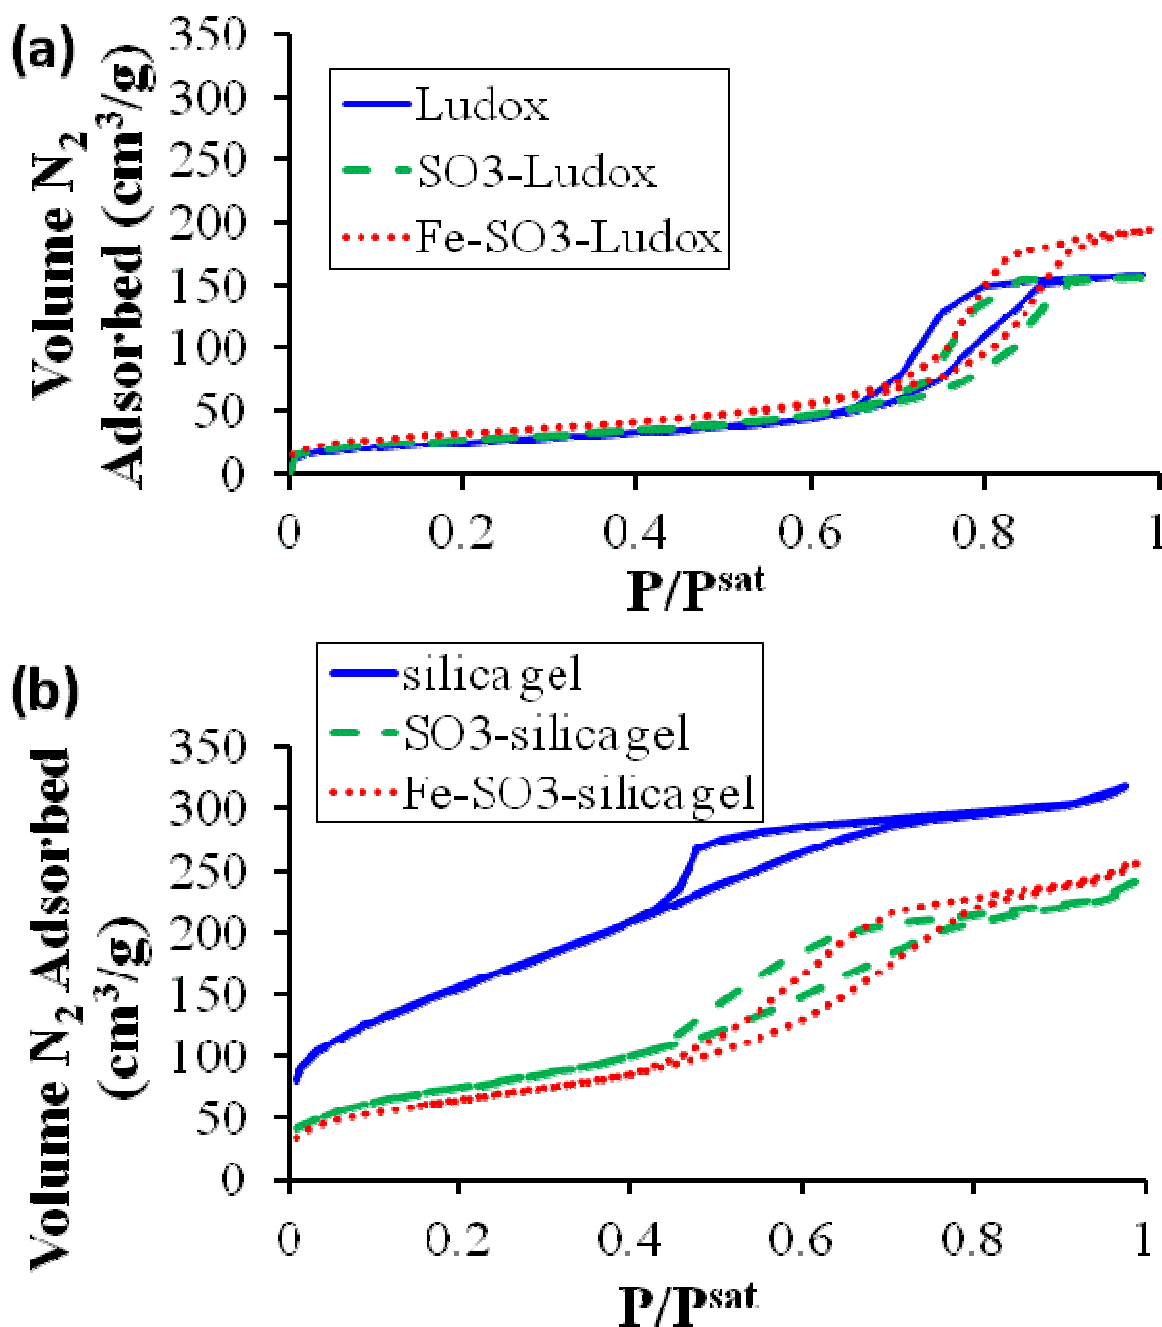 (a)
Volume N2
Adsorbed (cm3/g)
350
300
250
200
150
100
50
0
Ludox
SO3-Ludox
Fe-SO3-Ludox
0 0.2 0.4 0.6 0.8 1
P/Psat
(b)
Volume N2 Adsorbed
(cm3/g)
silica gel
SO3-silica gel
Fe-SO3-silica gel
350
300
250
200
150
100
50
0
0 0.2 0.4 0.6 0.8 1
P/Psat